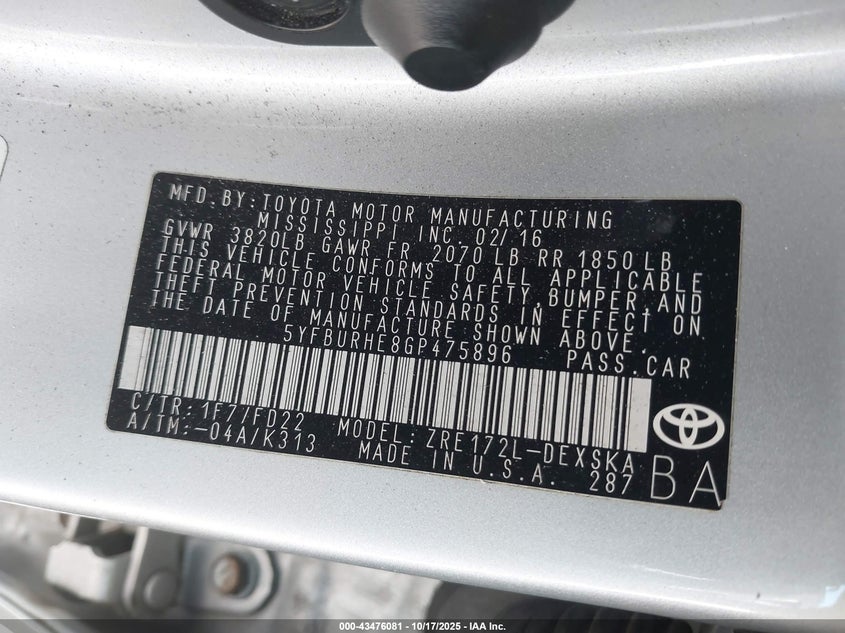 MFD. BY: TOYOTA MOTOR MANUFACTURING
MISSISSIPPI INC. 02/16
GVWR 3820LB GAWR FR 2070 LB RR 1850 LB
THIS VEHICLE CONFORMS TO ALL APPLICABLE
FEDERAL MOTOR VEHICLE SAFETY, BUMPER, AND
THEFT PREVENTION STANDARDS IN EFFECT ON
THE DATE OF MANUFACTURE SHOWN ABOVE.
5YFBURHE8GP475896 PASS. CAR
C/TR: 1F7/FD22 MODEL: ZRE172L-DEXSKA
A/TM: -04A/K313 MADE IN U.S.A. 287
BA
000-43476081 | 10/17/2025 - IAA Inc.